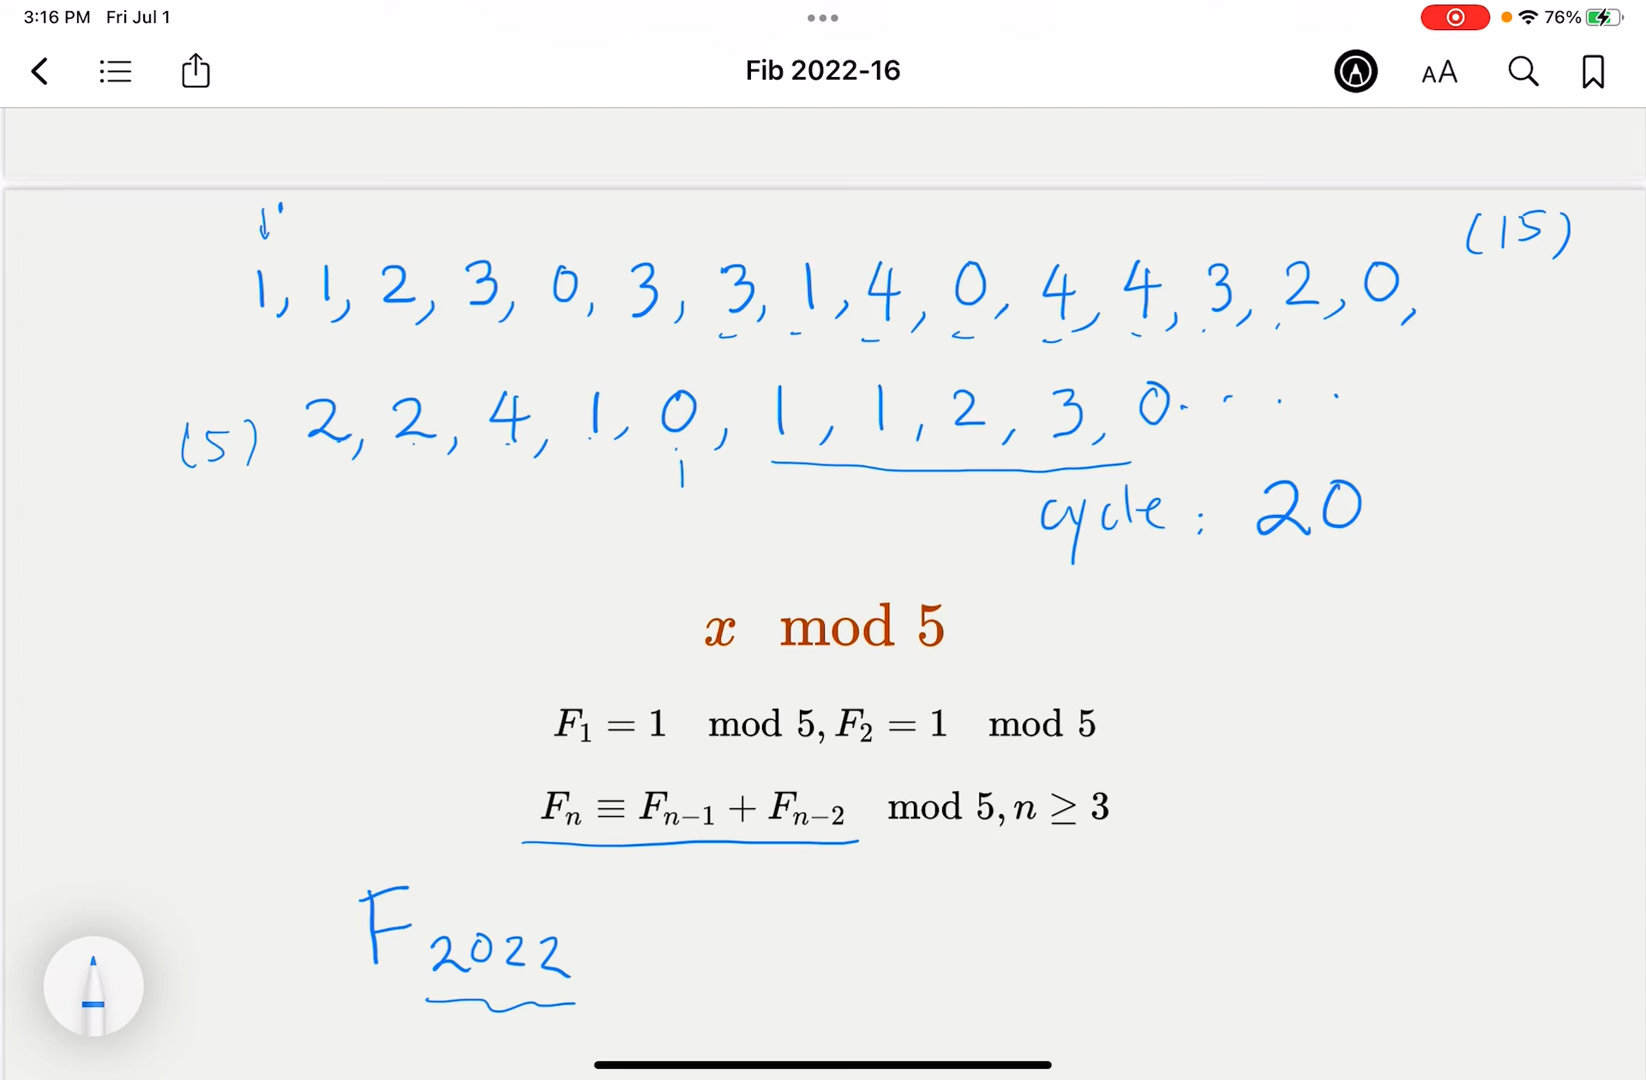 3:16 PM Fri Jul 1
76%
Fib 2022-16
AA
(15)
1, 1, 2, 3, 0, 3, 3, 1, 4, 0, 4, 4, 3, 2, 0,
(5) 2, 2, 4, 1, 0, 1, 1, 2, 3, 0.....
cycle: 20
x mod 5
F₁ = 1 mod 5, F₂ = 1 mod 5
Fₙ ≡ Fₙ₋₁ + Fₙ₋₂ mod 5, n ≥ 3
F₂₀₂₂